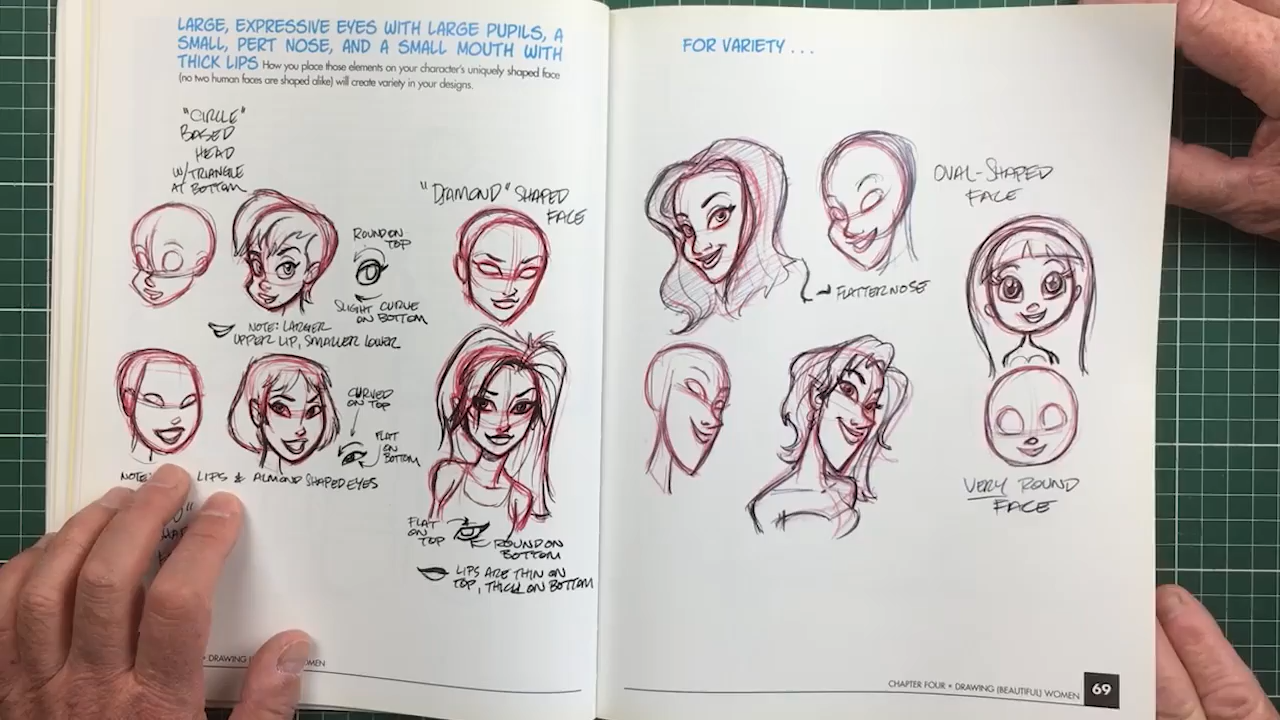 LARGE, EXPRESSIVE EYES WITH LARGE PUPILS, A
SMALL, PERT NOSE, AND A SMALL MOUTH WITH
THICK LIPS How you place those elements on your character's uniquely shaped face
(no two human faces are shaped alike) will create variety in your designs.
"CIRCLE"
BASED
HEAD
W/TRIANGLE
AT BOTTOM
"DIAMOND" SHAPED
FACE
ROUND ON
TOP
SLIGHT CURVE
ON BOTTOM
NOTE: LARGER
UPPER LIP, SMALLER LOWER
CURVED
ON TOP
FLAT
ON
BOTTOM
NOTE: LIPS & ALMOND SHAPED EYES
FLAT
ON
TOP
ROUND ON
BOTTOM
LIPS ARE THIN ON
TOP, THICK ON BOTTOM
• DRAWING MEN
FOR VARIETY . . .
OVAL-SHAPED
FACE
FLATTER NOSE
VERY ROUND
FACE
CHAPTER FOUR • DRAWING (BEAUTIFUL) WOMEN 69